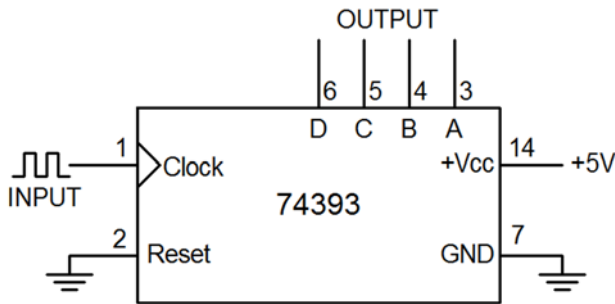 OUTPUT
6 5 4 3
D C B A
1 Clock +Vcc 14 +5V
INPUT
74393
2 Reset GND 7